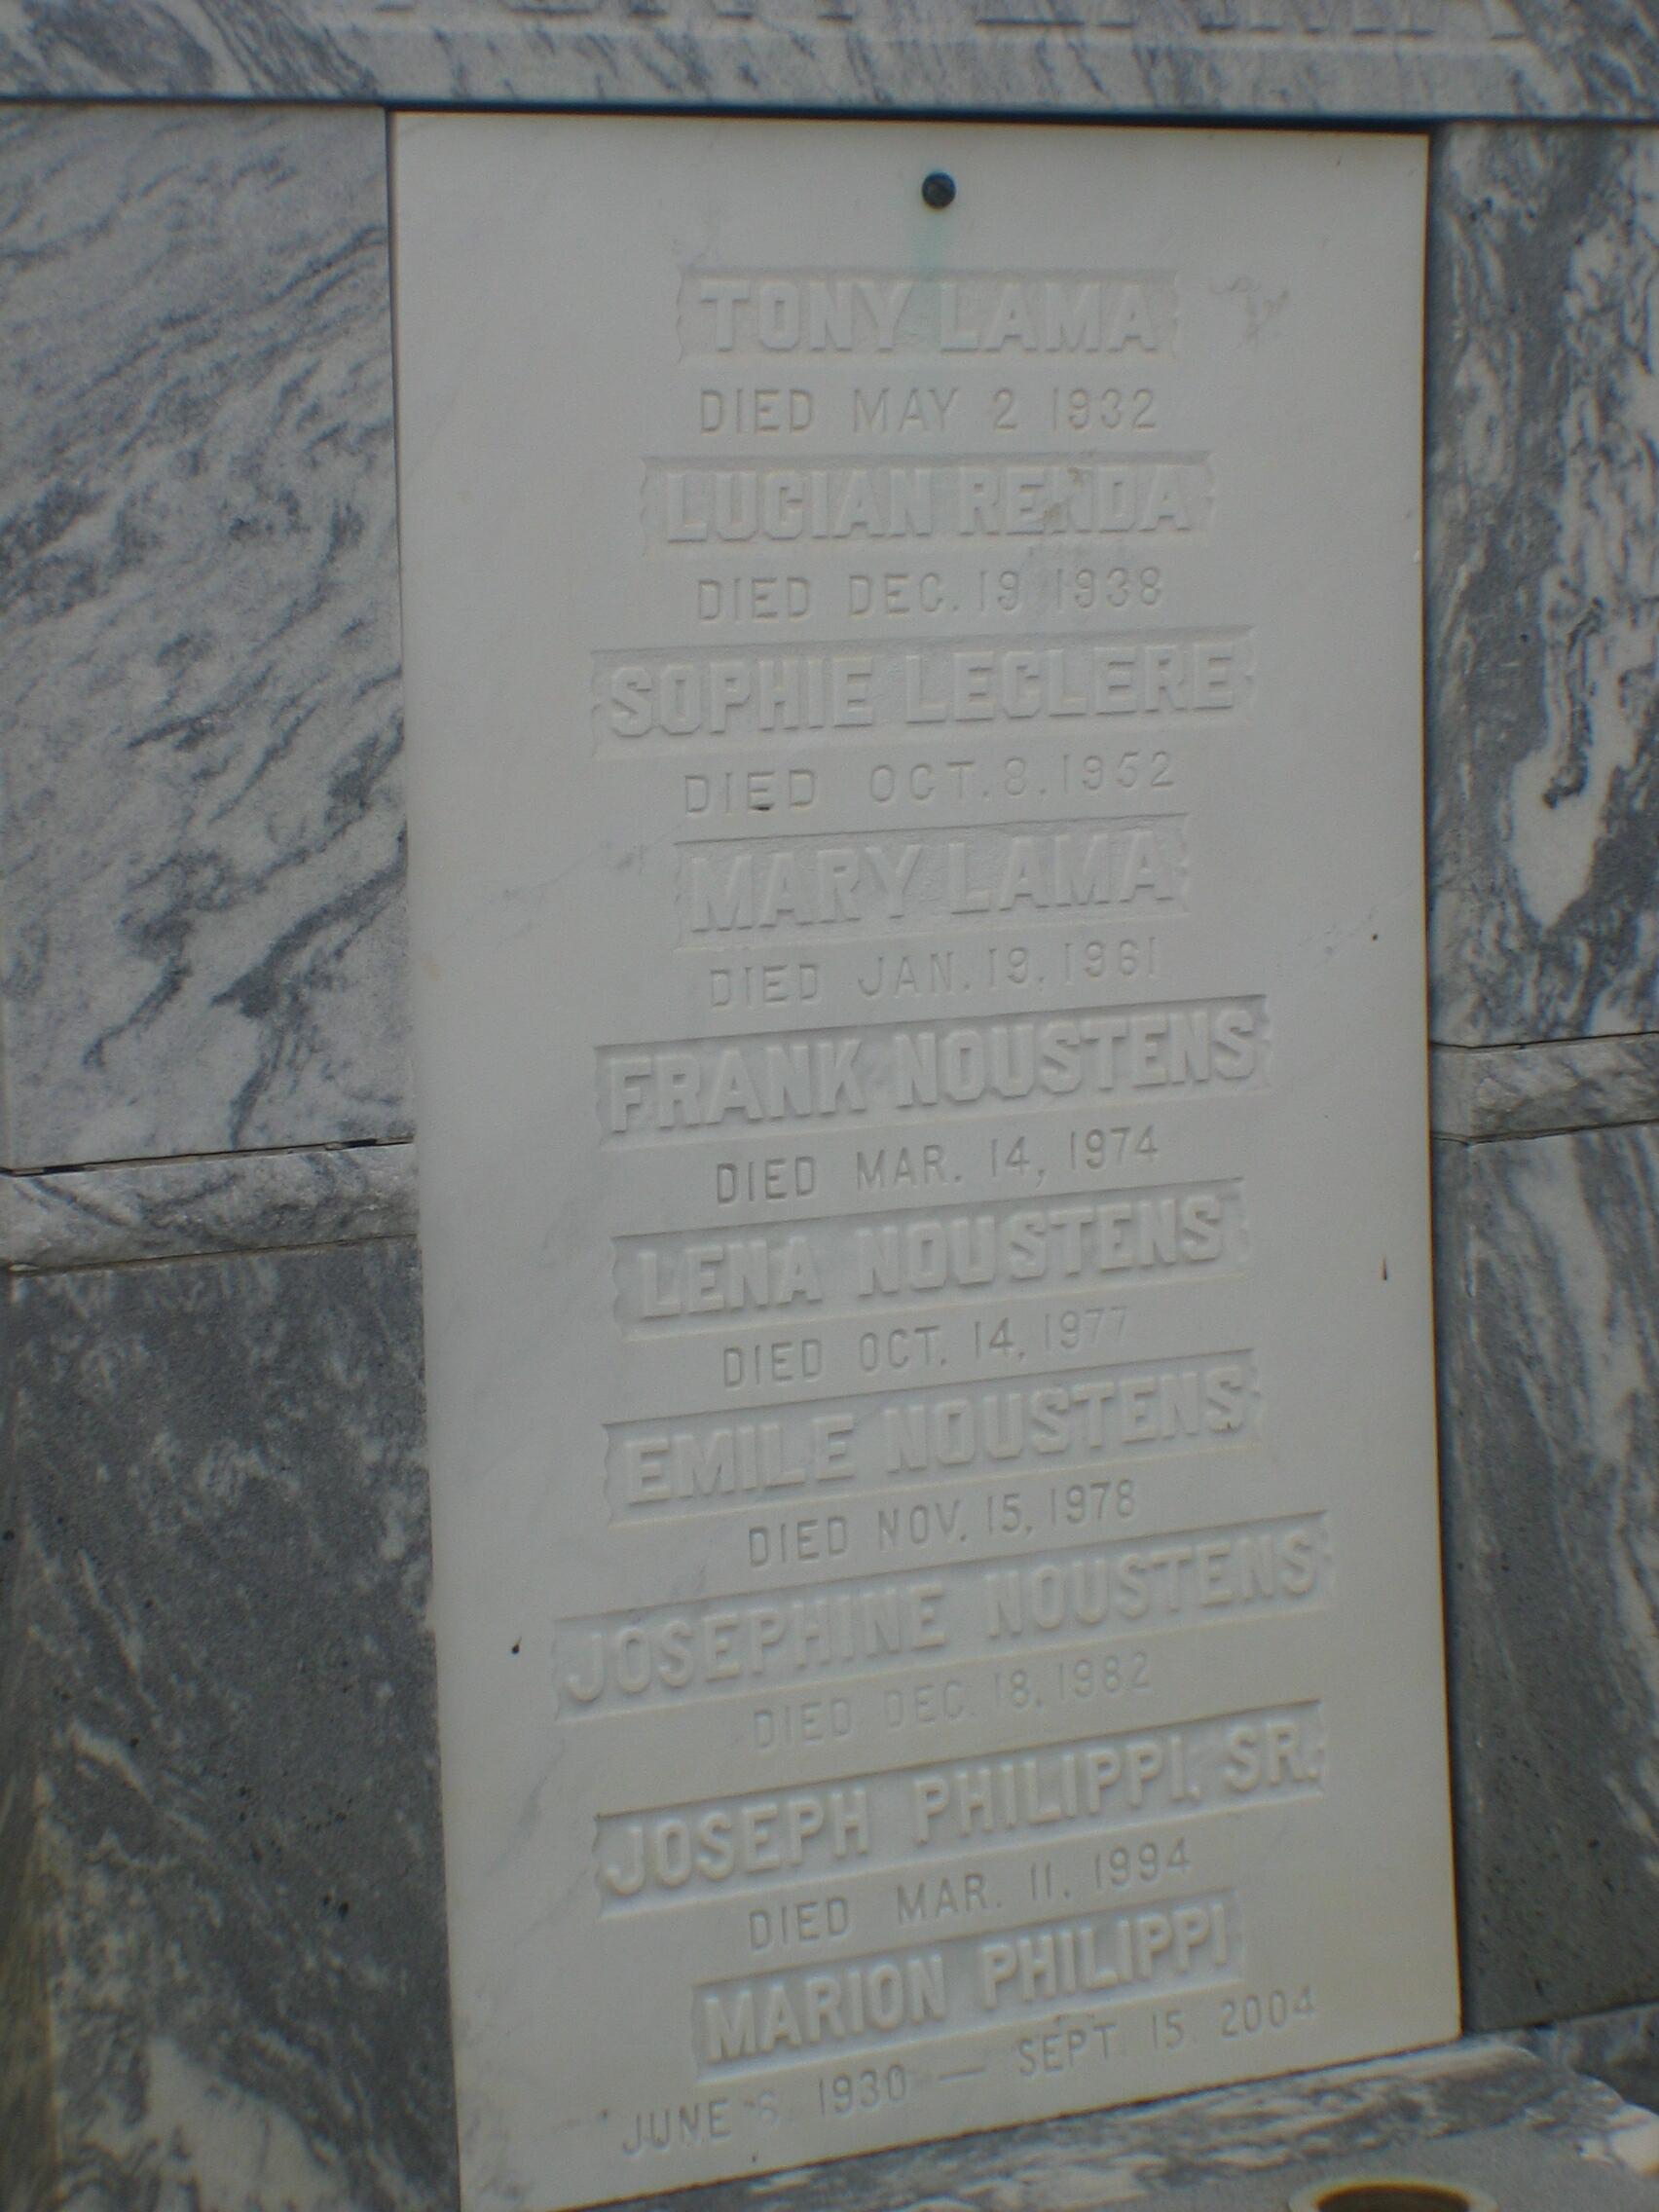 TONY LAMA
DIED MAY 2 1932
LUCIAN RENDA
DIED DEC. 19 1938
SOPHIE LECLERE
DIED OCT. 8. 1952
MARY LAMA
DIED JAN. 19, 1961
FRANK NOUSTENS
DIED MAR. 14, 1974
LENA NOUSTENS
DIED OCT. 14, 1977
EMILE NOUSTENS
DIED NOV. 15, 1978
JOSEPHINE NOUSTENS
DIED DEC. 18, 1982
JOSEPH PHILIPPI, SR.
DIED MAR. 11, 1994
MARION PHILIPPI
JUNE 1930 — SEPT. 15 2004